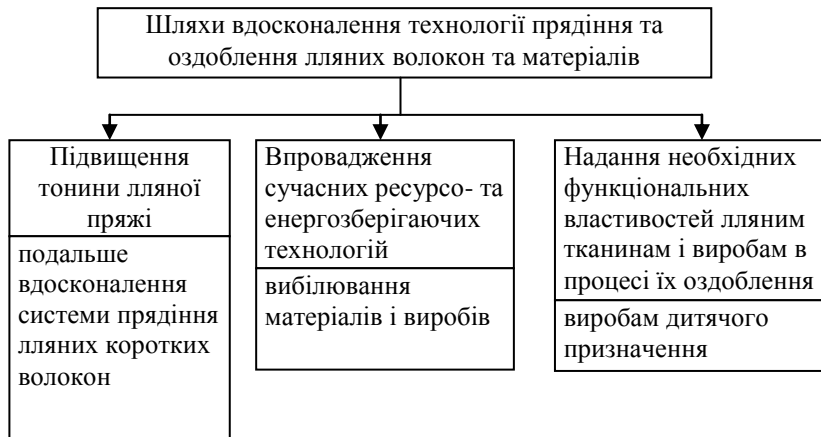 Шляхи вдосконалення технології прядіння та
оздоблення лляних волокон та матеріалів
Підвищення
тонини лляної
пряжі
подальше
вдосконалення
системи прядіння
лляних коротких
волокон
Впровадження
сучасних ресурсо- та
енергозберігаючих
технологій
вибілювання
матеріалів і виробів
Надання необхідних
функціональних
властивостей лляним
тканинам і виробам в
процесі їх оздоблення
виробам дитячого
призначення